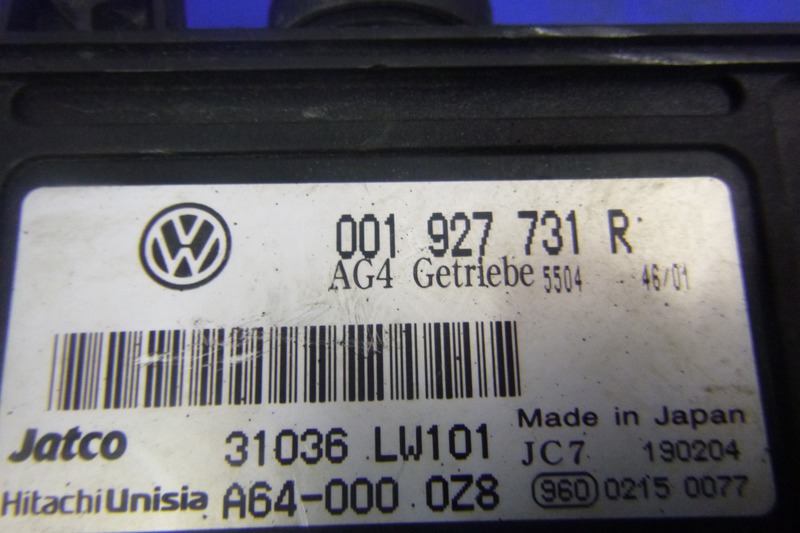 001 927 731 R
AG4 Getriebe 5504 46/01
Jatco 31036 LW101 Made in Japan
JC7 190204
HitachiUnisia A64-000 0Z8 960 0215 0077